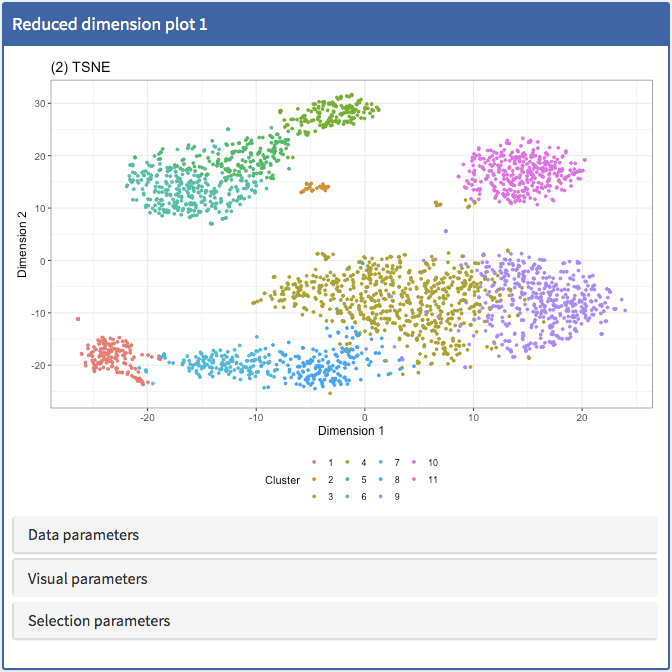 Reduced dimension plot 1
(2) TSNE
30
20
10
0
-10
-20
Dimension 2
-20 -10 0 10 20
Dimension 1
Cluster
1 4 7 10
2 5 8 11
3 6 9
Data parameters
Visual parameters
Selection parameters